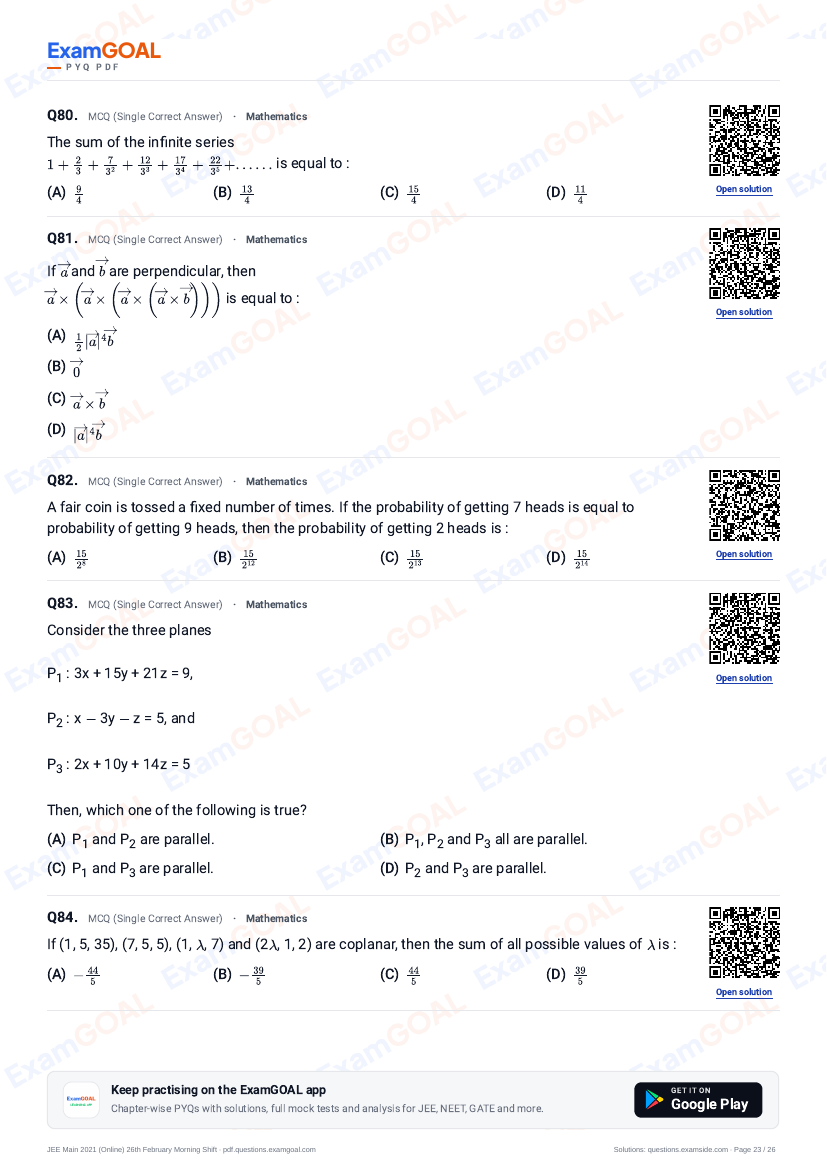 ExamGOAL
PYQ PDF
Q80. MCQ (Single Correct Answer) · Mathematics
The sum of the infinite series
1 + 2/3 + 7/3² + 12/3³ + 17/3⁴ + 22/3⁵ +...... is equal to :
(A) 9/4 (B) 13/4 (C) 15/4 (D) 11/4
Open solution
Q81. MCQ (Single Correct Answer) · Mathematics
If a⃗ and b⃗ are perpendicular, then
a⃗ × (a⃗ × (a⃗ × (a⃗ × b⃗))) is equal to :
(A) 1/2 |a⃗|⁴ b⃗
(B) 0⃗
(C) a⃗ × b⃗
(D) |a⃗|⁴ b⃗
Open solution
Q82. MCQ (Single Correct Answer) · Mathematics
A fair coin is tossed a fixed number of times. If the probability of getting 7 heads is equal to
probability of getting 9 heads, then the probability of getting 2 heads is :
(A) 15/2⁸ (B) 15/2¹² (C) 15/2¹³ (D) 15/2¹⁴
Open solution
Q83. MCQ (Single Correct Answer) · Mathematics
Consider the three planes
P₁ : 3x + 15y + 21z = 9,
P₂ : x − 3y − z = 5, and
P₃ : 2x + 10y + 14z = 5
Then, which one of the following is true?
(A) P₁ and P₂ are parallel. (B) P₁, P₂ and P₃ all are parallel.
(C) P₁ and P₃ are parallel. (D) P₂ and P₃ are parallel.
Open solution
Q84. MCQ (Single Correct Answer) · Mathematics
If (1, 5, 35), (7, 5, 5), (1, λ, 7) and (2λ, 1, 2) are coplanar, then the sum of all possible values of λ is :
(A) −44/5 (B) −39/5 (C) 44/5 (D) 39/5
Open solution
Keep practising on the ExamGOAL app
Chapter-wise PYQs with solutions, full mock tests and analysis for JEE, NEET, GATE and more.
GET IT ON
Google Play
JEE Main 2021 (Online) 26th February Morning Shift · pdf.questions.examgoal.com Solutions: questions.examside.com · Page 23 / 26